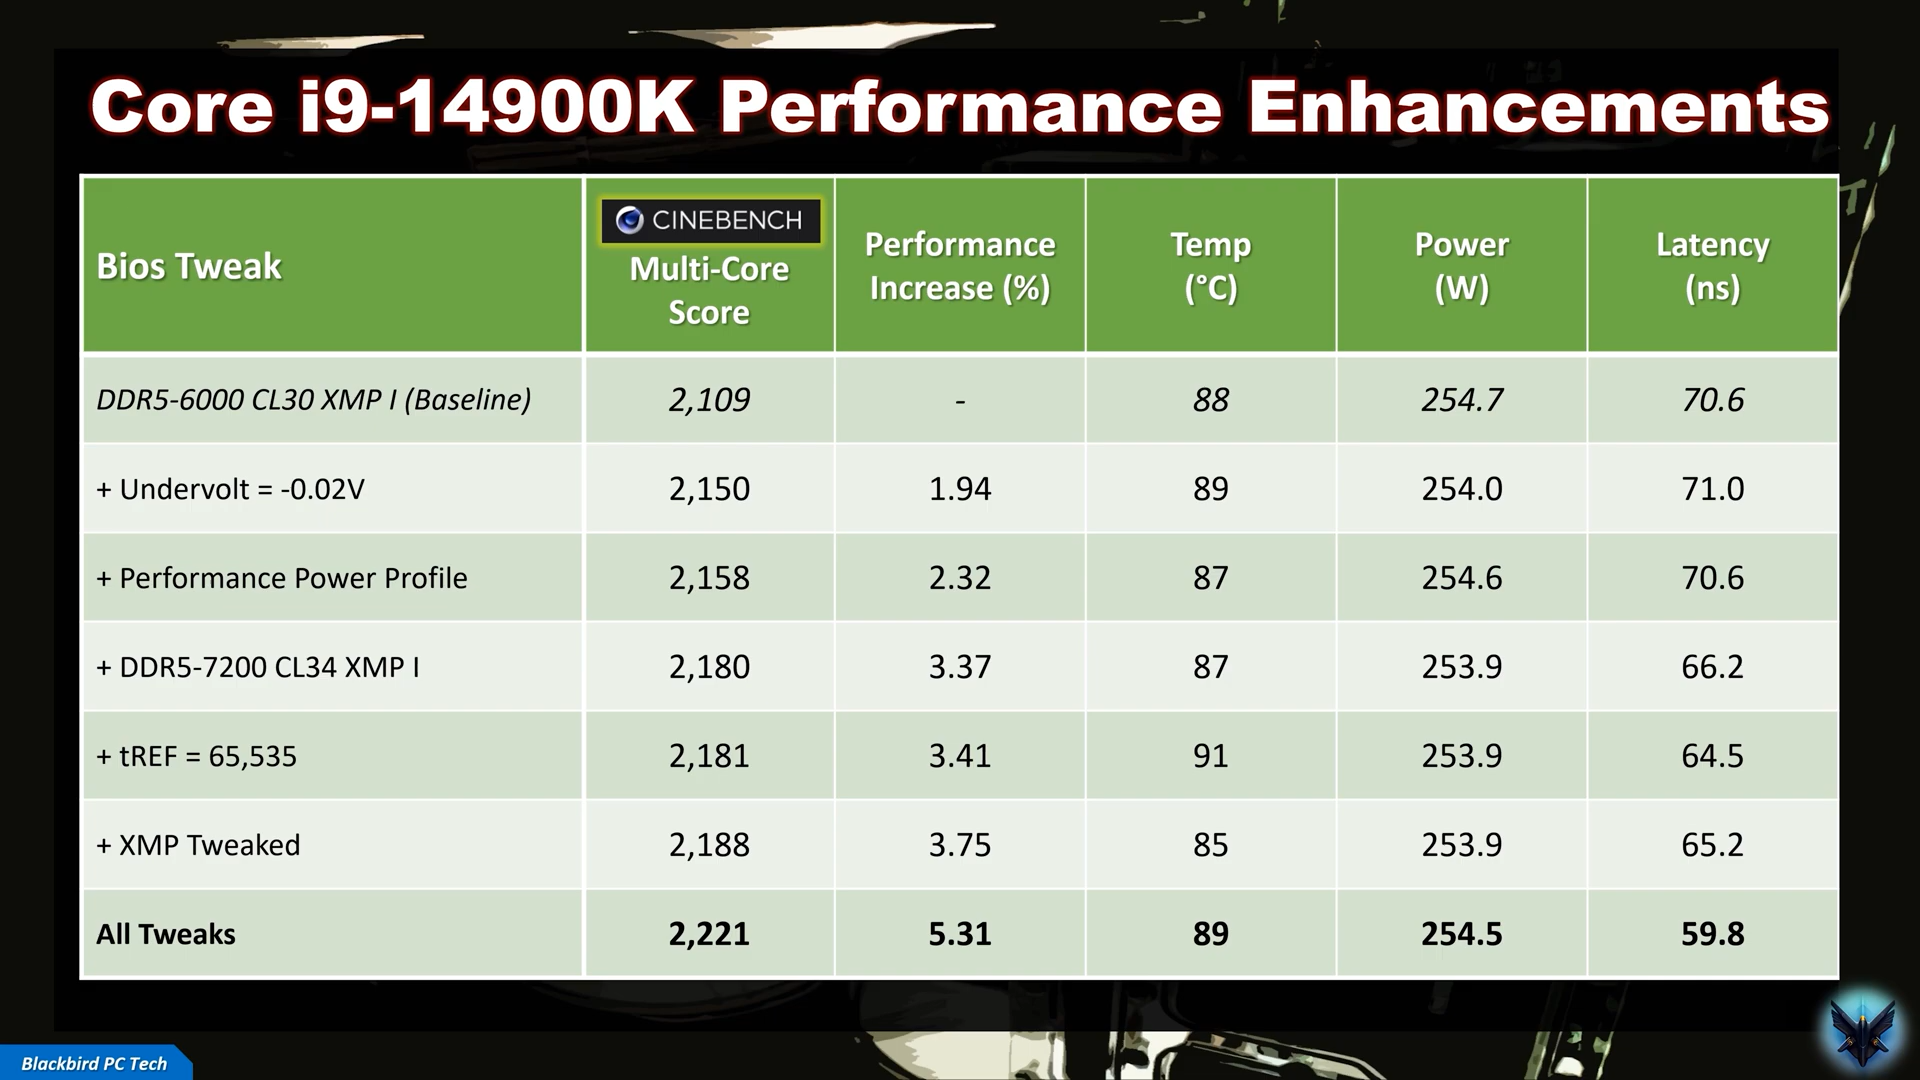 Core i9-14900K Performance Enhancements
Bios Tweak
CINEBENCH
Multi-Core
Score
Performance
Increase (%)
Temp
(°C)
Power
(W)
Latency
(ns)
DDR5-6000 CL30 XMP I (Baseline) 2,109 - 88 254.7 70.6
+ Undervolt = -0.02V 2,150 1.94 89 254.0 71.0
+ Performance Power Profile 2,158 2.32 87 254.6 70.6
+ DDR5-7200 CL34 XMP I 2,180 3.37 87 253.9 66.2
+ tREF = 65,535 2,181 3.41 91 253.9 64.5
+ XMP Tweaked 2,188 3.75 85 253.9 65.2
All Tweaks 2,221 5.31 89 254.5 59.8
Blackbird PC Tech